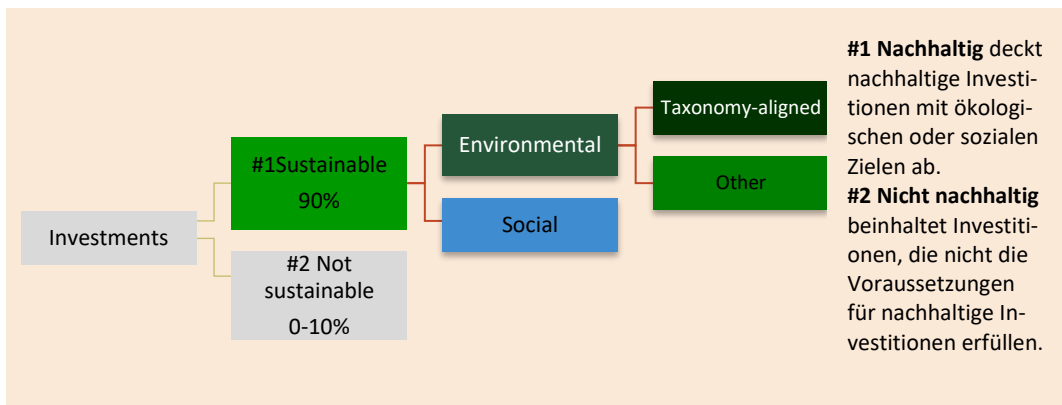 Investments
#1Sustainable
90%
#2 Not
sustainable
0-10%
Environmental
Social
Taxonomy-aligned
Other
#1 Nachhaltig deckt
nachhaltige Investi-
tionen mit ökologi-
schen oder sozialen
Zielen ab.
#2 Nicht nachhaltig
beinhaltet Investiti-
onen, die nicht die
Voraussetzungen
für nachhaltige In-
vestitionen erfüllen.